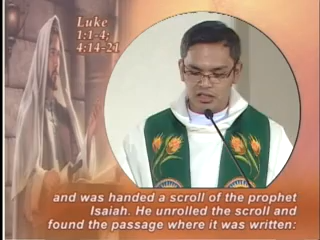 Luke
1:1-4;
4:14-21
and was handed a scroll of the prophet
Isaiah. He unrolled the scroll and
found the passage where it was written: